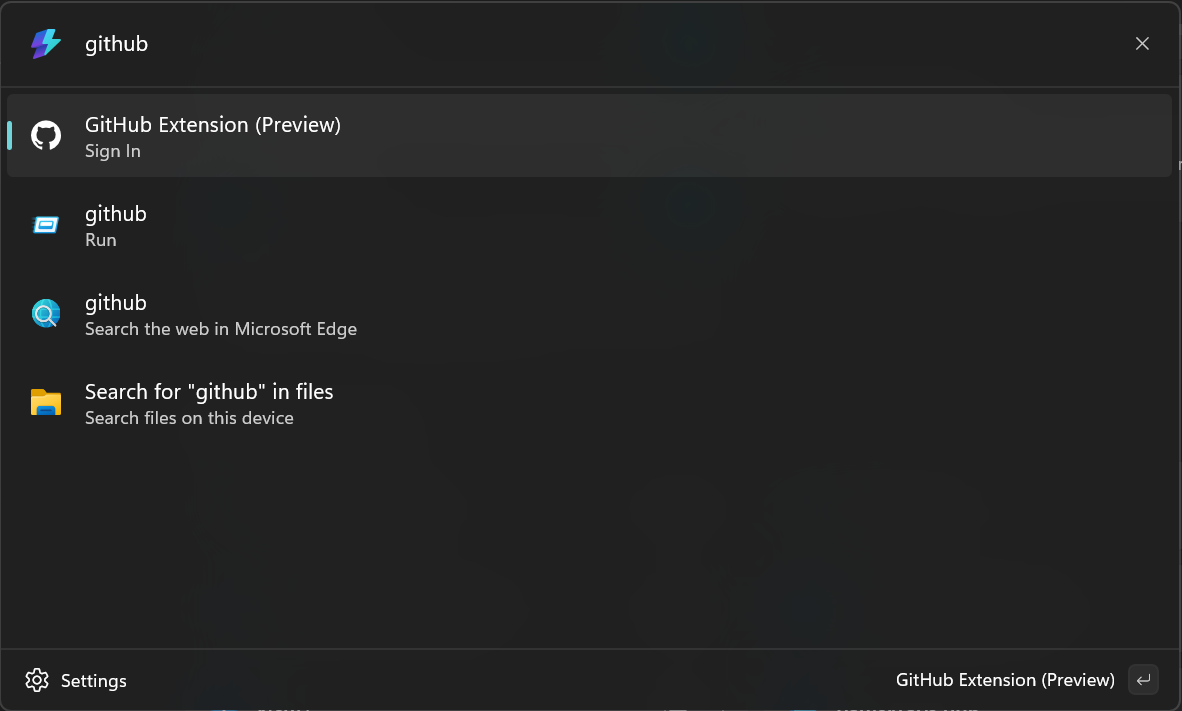 github
GitHub Extension (Preview)
Sign In
github
Run
github
Search the web in Microsoft Edge
Search for "github" in files
Search files on this device
Settings
GitHub Extension (Preview)